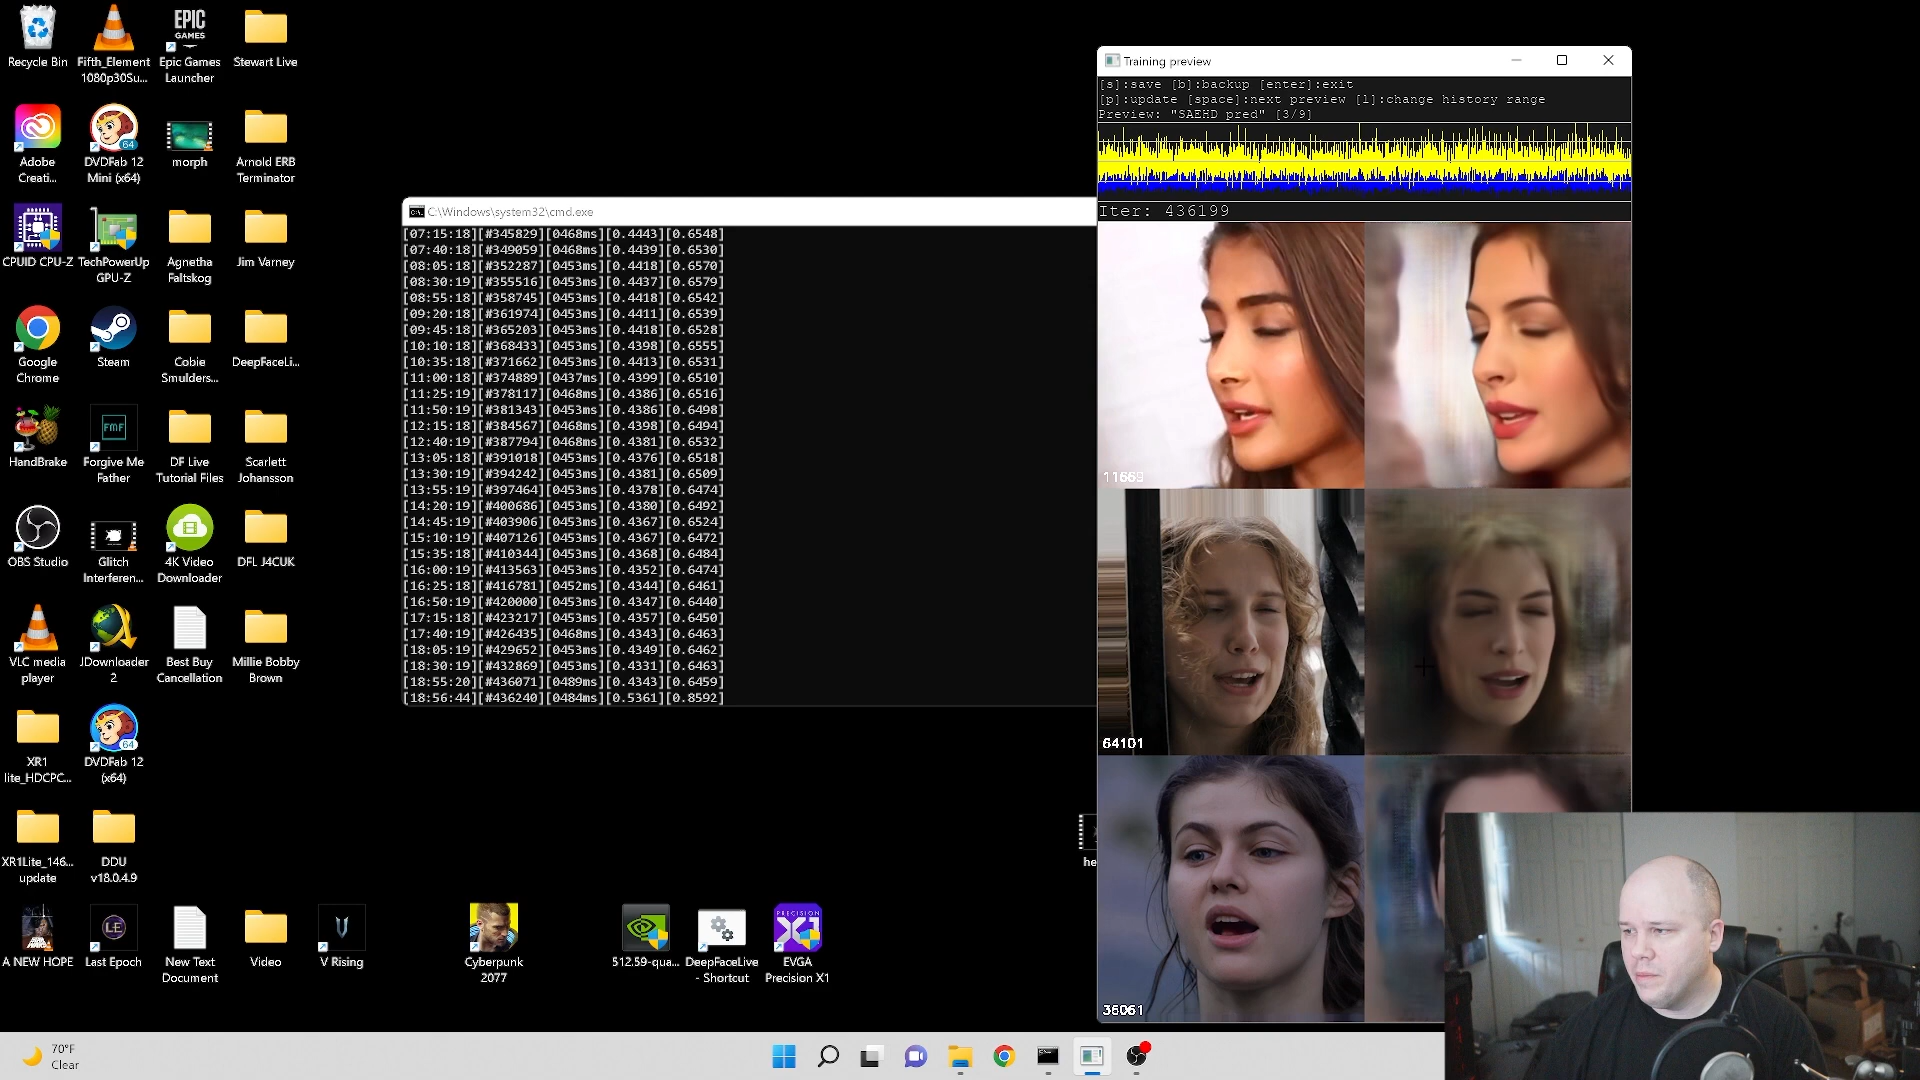 Recycle Bin
Fifth_Element
1080p30Su...
EPIC
GAMES
Epic Games
Launcher
Stewart Live
Adobe
Creati...
64
DVDFab 12
Mini (x64)
morph
Arnold ERB
Terminator
CPUID CPU-Z
TechPowerUp
GPU-Z
Agnetha
Faltskog
Jim Varney
Google
Chrome
Steam
Cobie
Smulders...
DeepFaceLi...
HandBrake
FMF
Forgive Me
Father
DF Live
Tutorial Files
Scarlett
Johansson
OBS Studio
Glitch
Interferen...
4K Video
Downloader
DFL J4CUK
VLC media
player
JDownloader
2
Best Buy
Cancellation
Millie Bobby
Brown
XR1
lite_HDCPC...
64
DVDFab 12
(x64)
XR1Lite_146...
update
DDU
v18.0.4.9
A NEW HOPE
LE
Last Epoch
New Text
Document
Video
V Rising
Cyberpunk
2077
512.59-qua...
DeepFaceLive
- Shortcut
PRECISION
X1
EVGA
Precision X1
he
C:\Windows\system32\cmd.exe
[07:15:18][#345829][0468ms][0.4443][0.6548]
[07:40:18][#349059][0468ms][0.4439][0.6530]
[08:05:18][#352287][0453ms][0.4418][0.6570]
[08:30:19][#355516][0453ms][0.4437][0.6579]
[08:55:18][#358745][0453ms][0.4418][0.6542]
[09:20:18][#361974][0453ms][0.4411][0.6539]
[09:45:18][#365203][0453ms][0.4418][0.6528]
[10:10:18][#368433][0453ms][0.4398][0.6555]
[10:35:18][#371662][0453ms][0.4413][0.6531]
[11:00:18][#374889][0437ms][0.4399][0.6510]
[11:25:19][#378117][0468ms][0.4386][0.6516]
[11:50:19][#381343][0453ms][0.4386][0.6498]
[12:15:18][#384567][0468ms][0.4398][0.6494]
[12:40:19][#387794][0468ms][0.4381][0.6532]
[13:05:18][#391018][0453ms][0.4376][0.6518]
[13:30:19][#394242][0453ms][0.4381][0.6509]
[13:55:19][#397464][0453ms][0.4378][0.6474]
[14:20:19][#400686][0453ms][0.4380][0.6492]
[14:45:19][#403906][0453ms][0.4367][0.6524]
[15:10:19][#407126][0453ms][0.4367][0.6472]
[15:35:18][#410344][0453ms][0.4368][0.6484]
[16:00:19][#413563][0453ms][0.4352][0.6474]
[16:25:18][#416781][0452ms][0.4344][0.6461]
[16:50:19][#420000][0453ms][0.4347][0.6440]
[17:15:18][#423217][0453ms][0.4357][0.6450]
[17:40:19][#426435][0468ms][0.4343][0.6463]
[18:05:19][#429652][0453ms][0.4349][0.6462]
[18:30:19][#432869][0453ms][0.4331][0.6463]
[18:55:20][#436071][0489ms][0.4343][0.6459]
[18:56:44][#436240][0484ms][0.5361][0.8592]
Training preview
[s]:save [b]:backup [enter]:exit
[p]:update [space]:next preview [l]:change history range
Preview: "SAEHD pred" [3/9]
Iter: 436199
64101
70°F
Clear